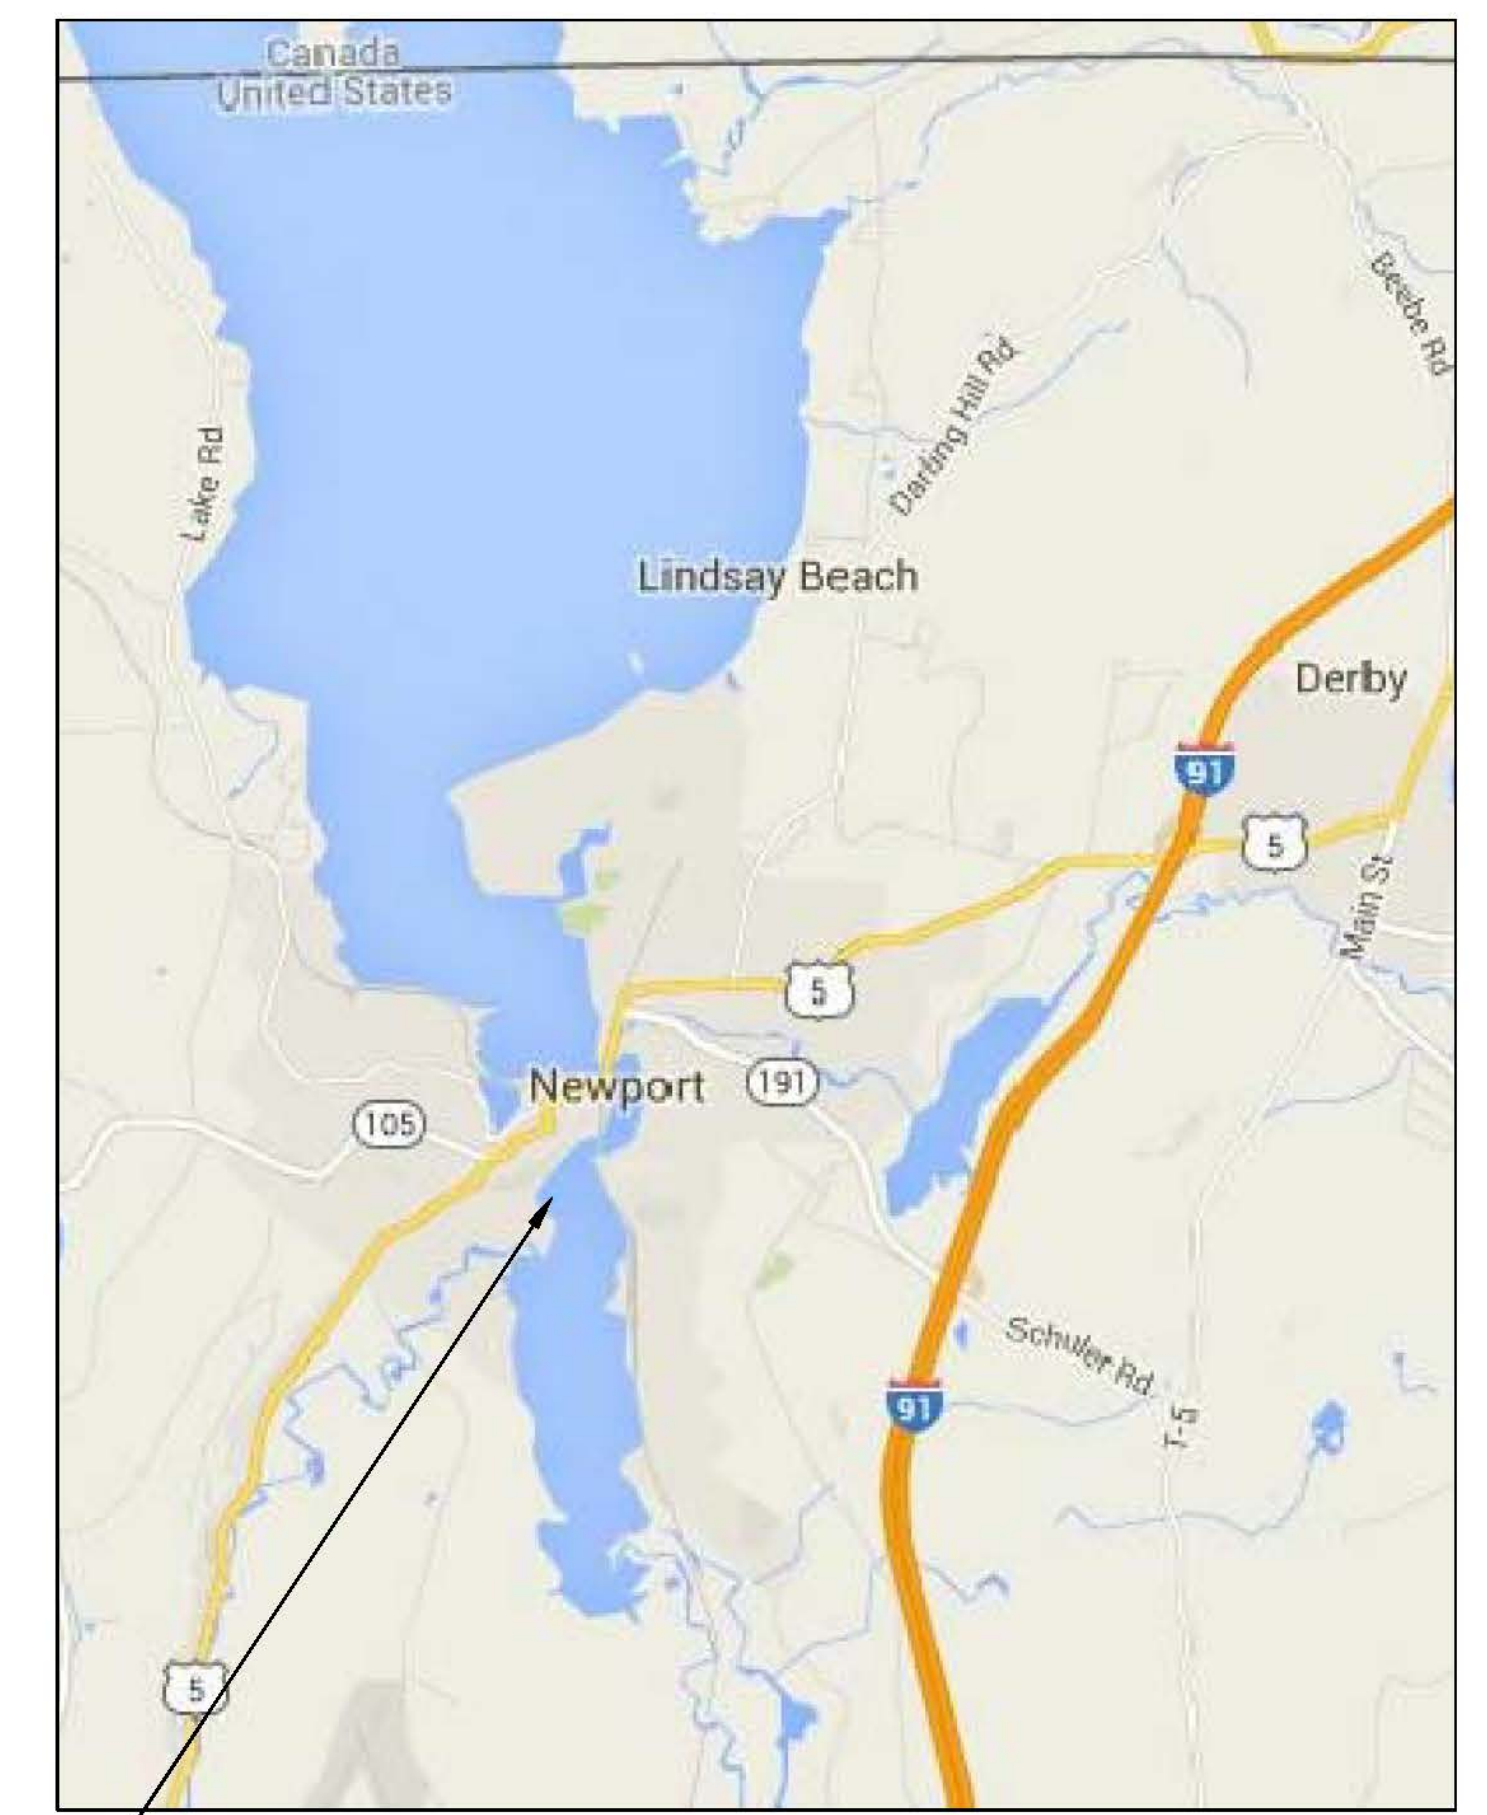 Canada
United States
Beebe Rd
Darling Hill Rd
Lake Rd
Lindsay Beach
Derby
91
5
Main St
5
Newport
191
105
Schuler Rd
91
T-5
5